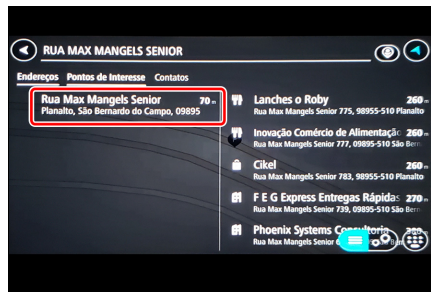 RUA MAX MANGELS SENIOR
Endereços Pontos de Interesse Contatos
Rua Max Mangels Senior 70 m
Planalto, São Bernardo do Campo, 09895
Lanches o Roby 260 m
Rua Max Mangels Senior 775, 98955-510 Planalto
Inovação Comércio de Alimentaçã 260 m
Rua Max Mangels Senior 777, 09895-510 São Bern
Cikel 260 m
Rua Max Mangels Senior 783, 98955-510 Planalto
F E G Express Entregas Rápidas 270 m
Rua Max Mangels Senior 739, 09895-510 São Bern
Phoenix Systems Consultoria
Rua Max Mangels Senior